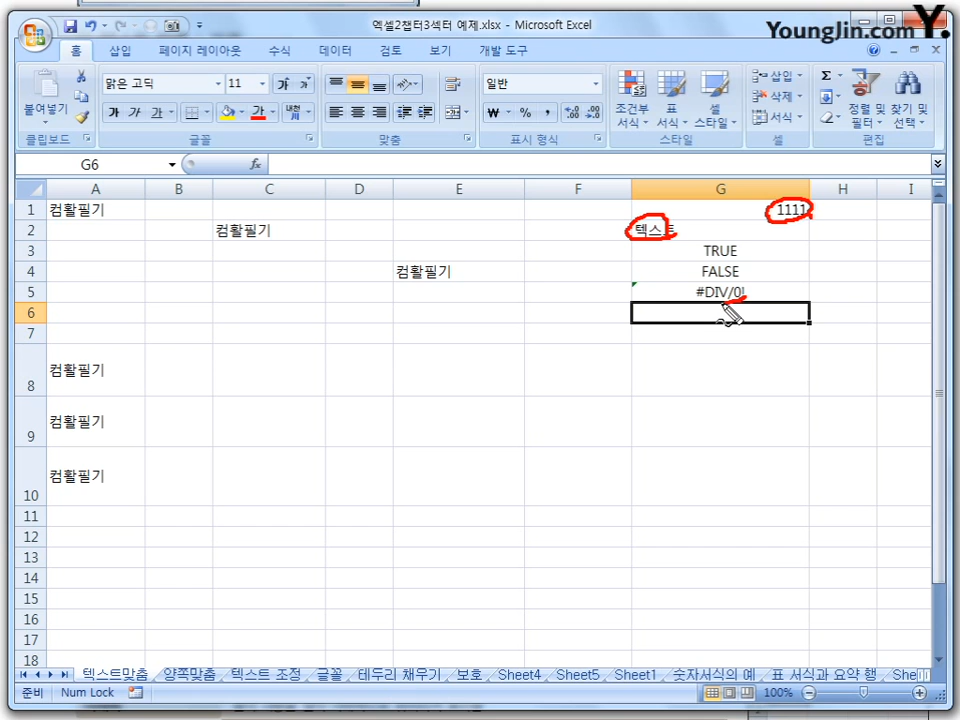 엑셀2챕터3섹터 예제.xlsx - Microsoft Excel
YoungJin.com Y.
홈 삽입 페이지 레이아웃 수식 데이터 검토 보기 개발 도구
붙여넣기
클립보드
맑은 고딕 11 가 가
가 가 가 가 내천
글꼴
맞춤
일반
₩ % ,
표시 형식
조건부 서식
표 서식
셀 스타일
스타일
삽입
삭제
서식
셀
Σ
정렬 및 필터
찾기 및 선택
편집
G6 fx
A B C D E F G H I
1 컴활필기 1111
2 컴활필기 텍스트
3 TRUE
4 컴활필기 FALSE
5 #DIV/0!
6
7
8 컴활필기
9 컴활필기
10 컴활필기
11
12
13
14
15
16
17
18
텍스트맞춤 양쪽맞춤 텍스트 조정 글꼴 테두리 채우기 보호 Sheet4 Sheet5 Sheet1 숫자서식의 예 표 서식과 요약 행 She
준비 Num Lock 100%